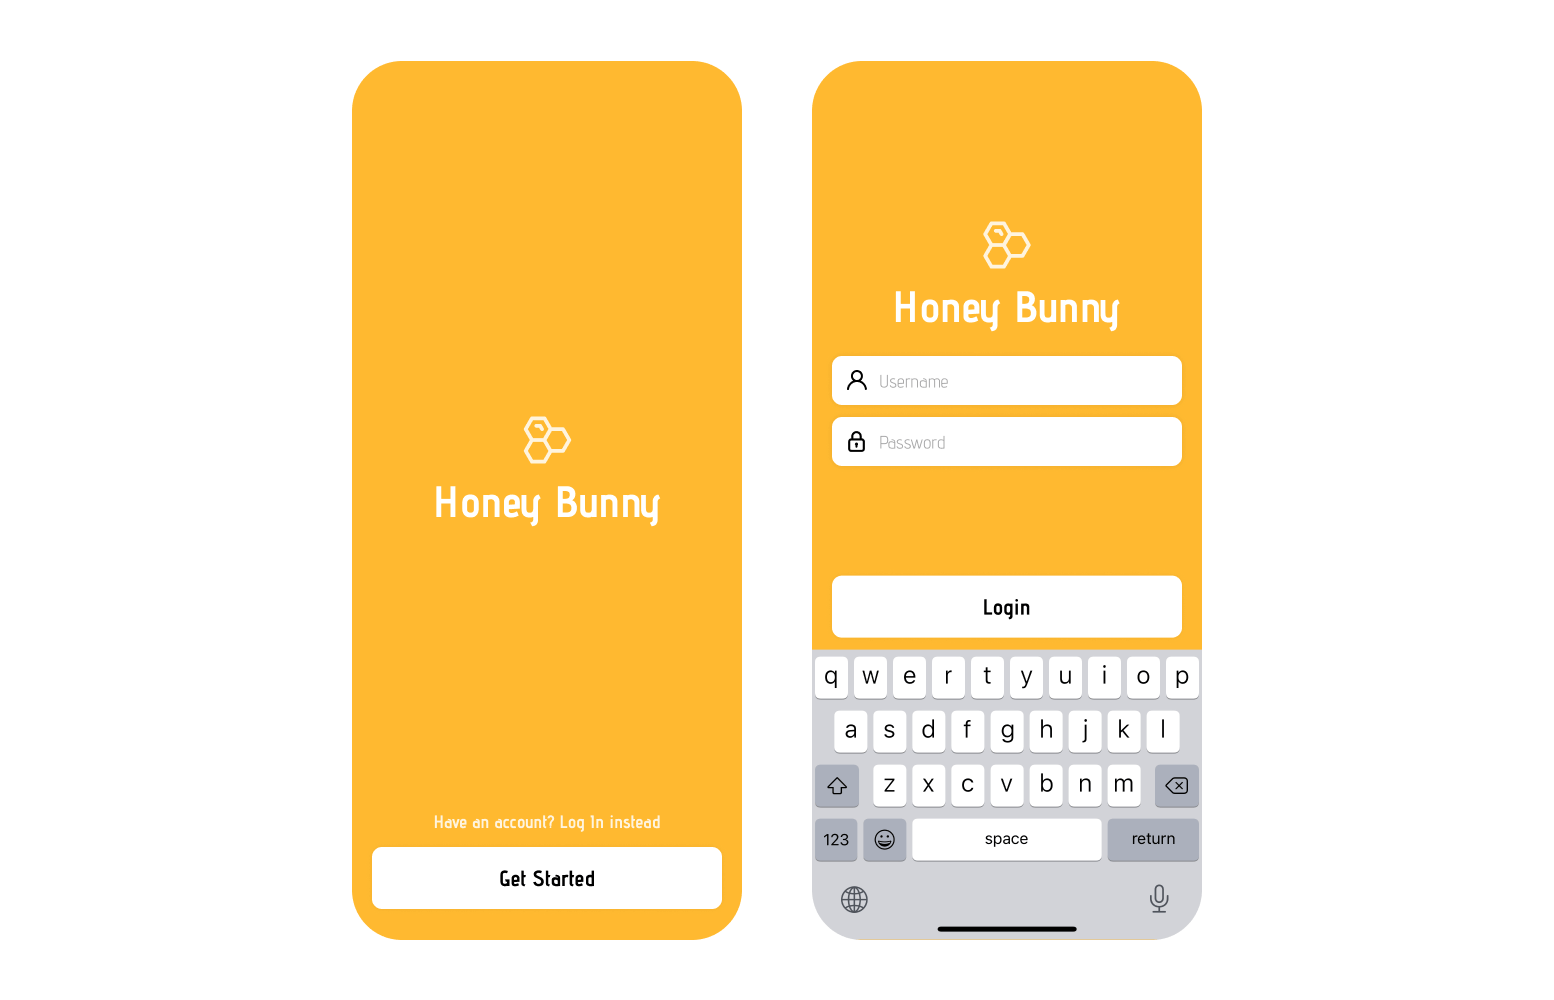 Honey Bunny
Have an account? Log In instead
Get Started
Honey Bunny
Username
Password
Login
q w e r t y u i o p
a s d f g h j k l
z x c v b n m
123 space return